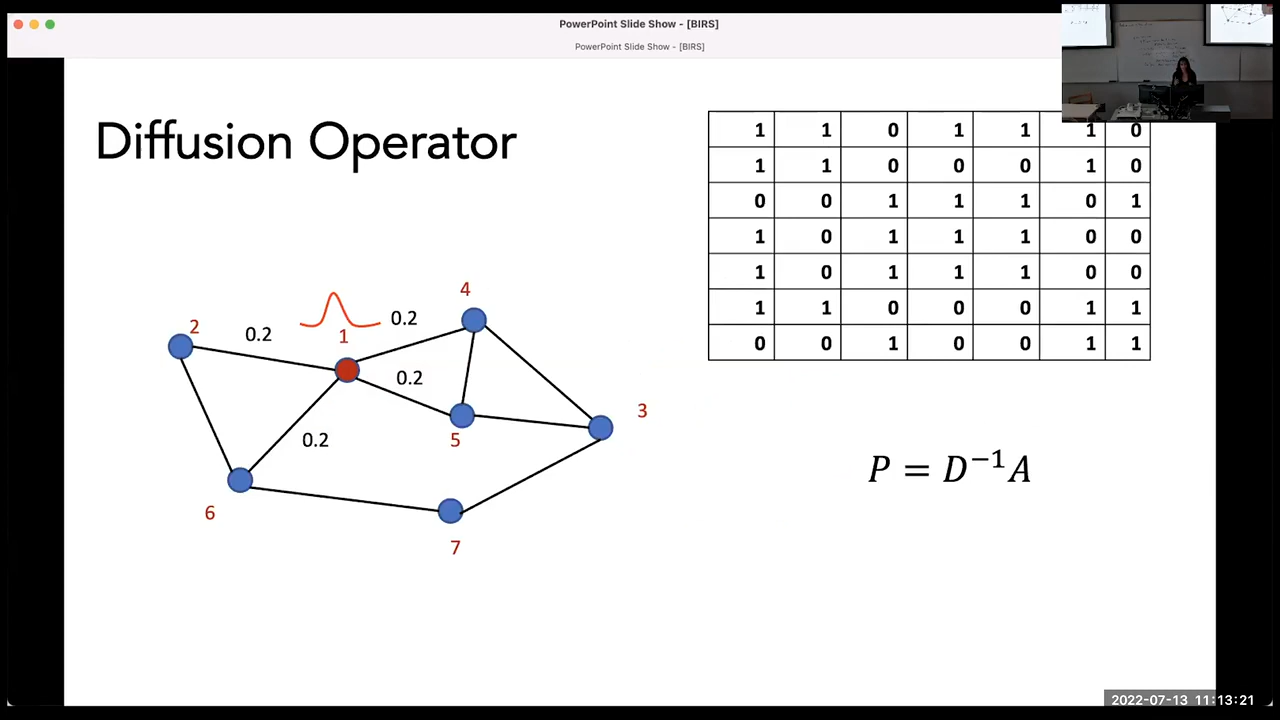 PowerPoint Slide Show - [BIRS]
PowerPoint Slide Show - [BIRS]
Diffusion Operator
1 1 0 1 1 1 0
1 1 0 0 0 1 0
0 0 1 1 1 0 1
1 0 1 1 1 0 0
1 0 1 1 1 0 0
1 1 0 0 0 1 1
0 0 1 0 0 1 1
4
2
0.2
0.2
1
0.2
3
5
0.2
6
7
P = D⁻¹A
2022-07-13 11:13:21